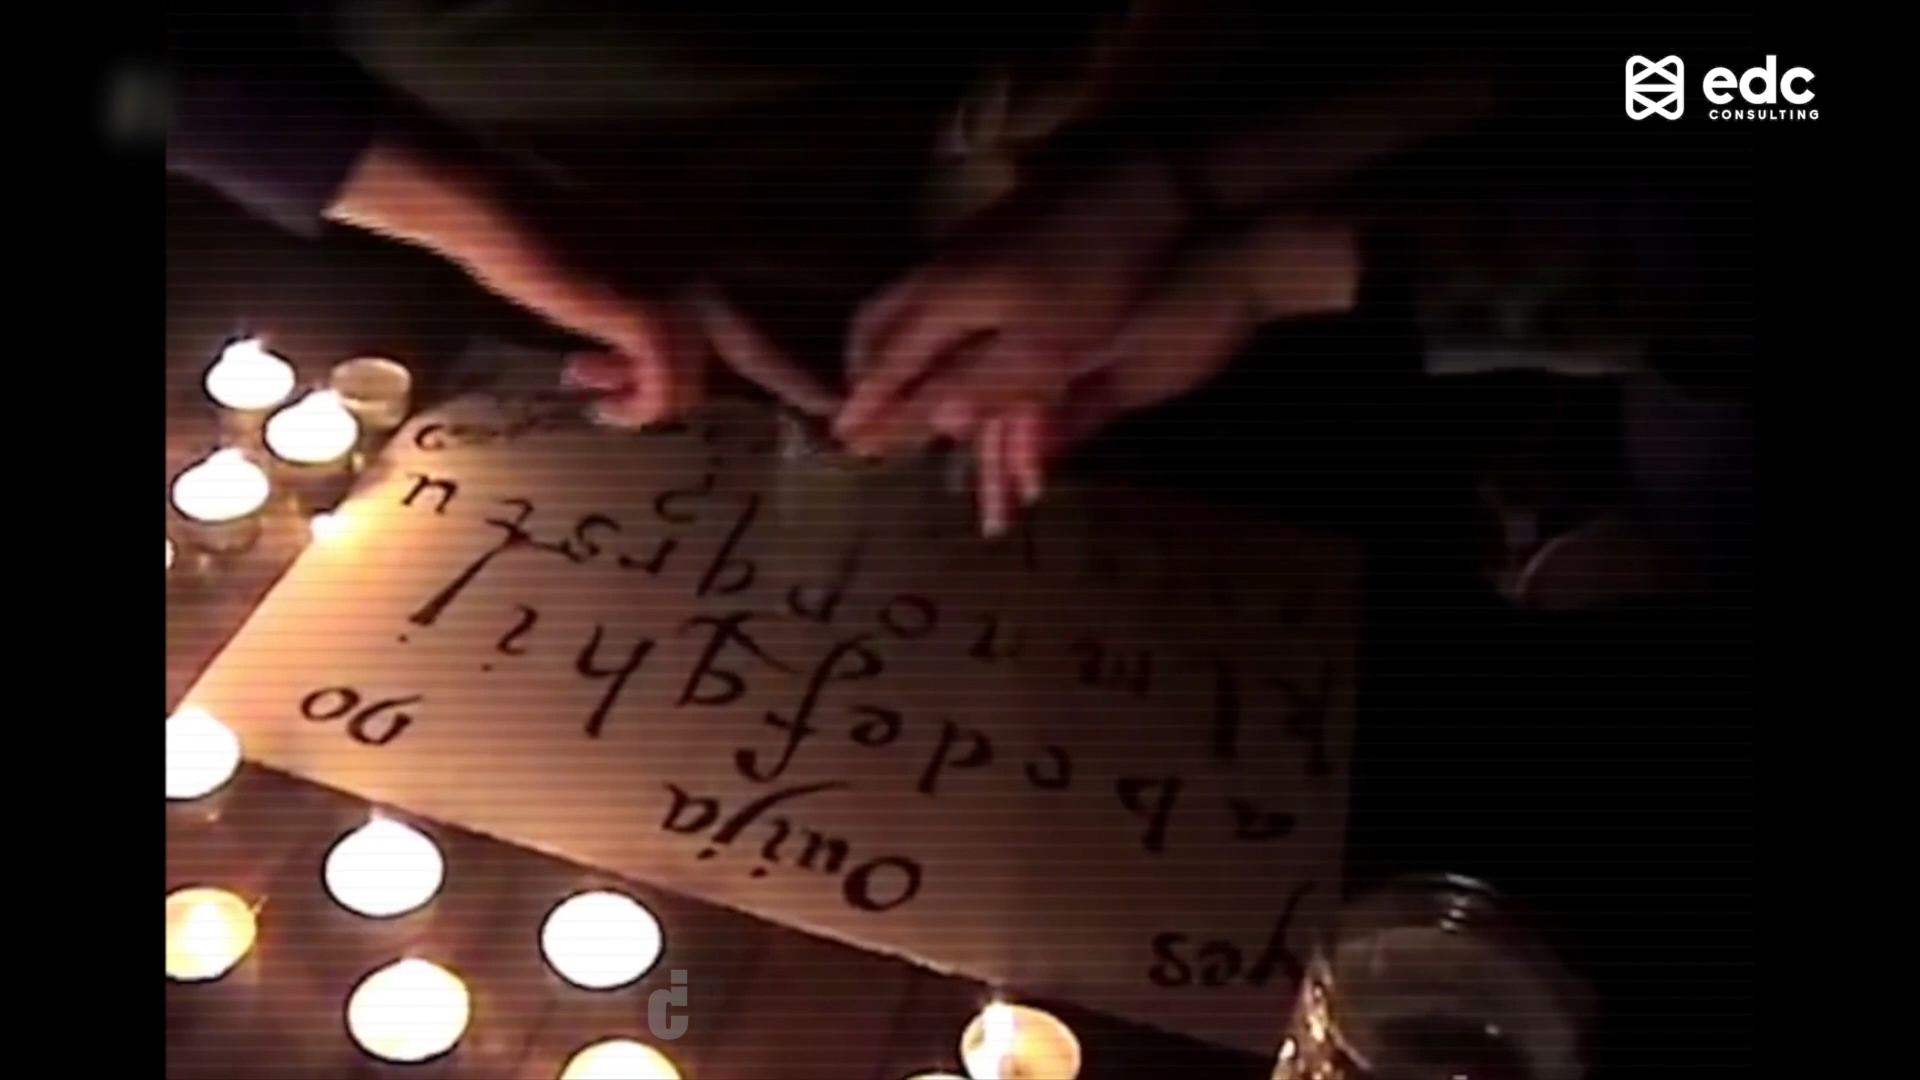 edc
CONSULTING
yes
Ouija
no
a b c d e f g h i j
k l m n o p q r s t
u